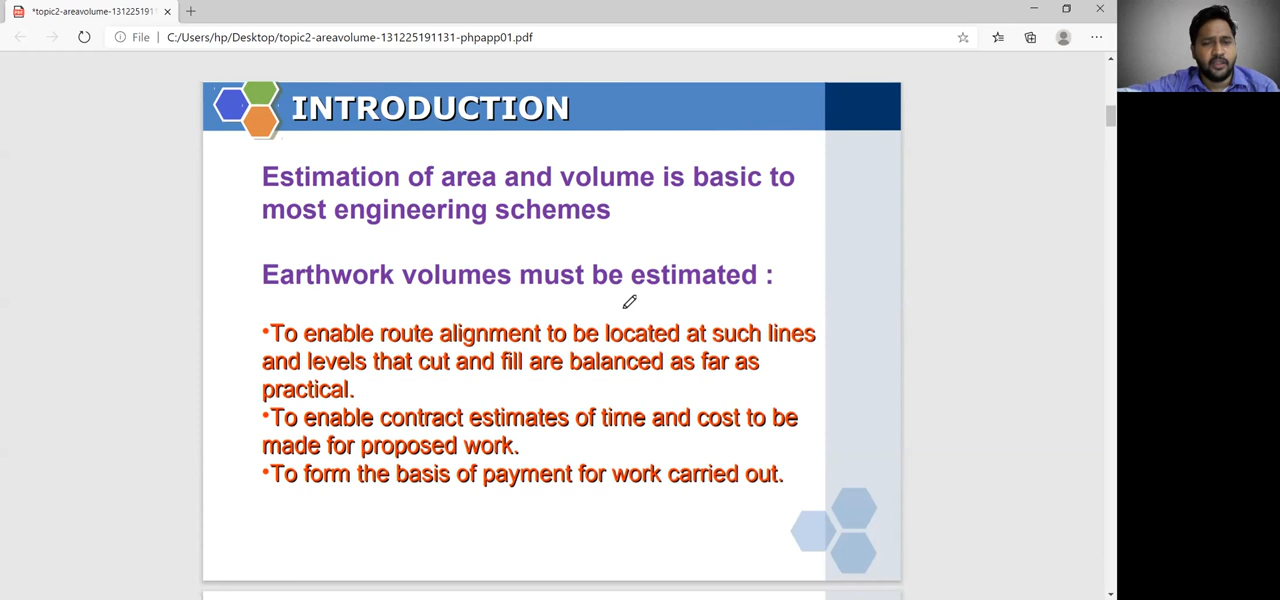 *topic2-areavolume-1312251911
File
C:/Users/hp/Desktop/topic2-areavolume-131225191131-phpapp01.pdf
INTRODUCTION
Estimation of area and volume is basic to
most engineering schemes
Earthwork volumes must be estimated :
•To enable route alignment to be located at such lines
and levels that cut and fill are balanced as far as
practical.
•To enable contract estimates of time and cost to be
made for proposed work.
•To form the basis of payment for work carried out.